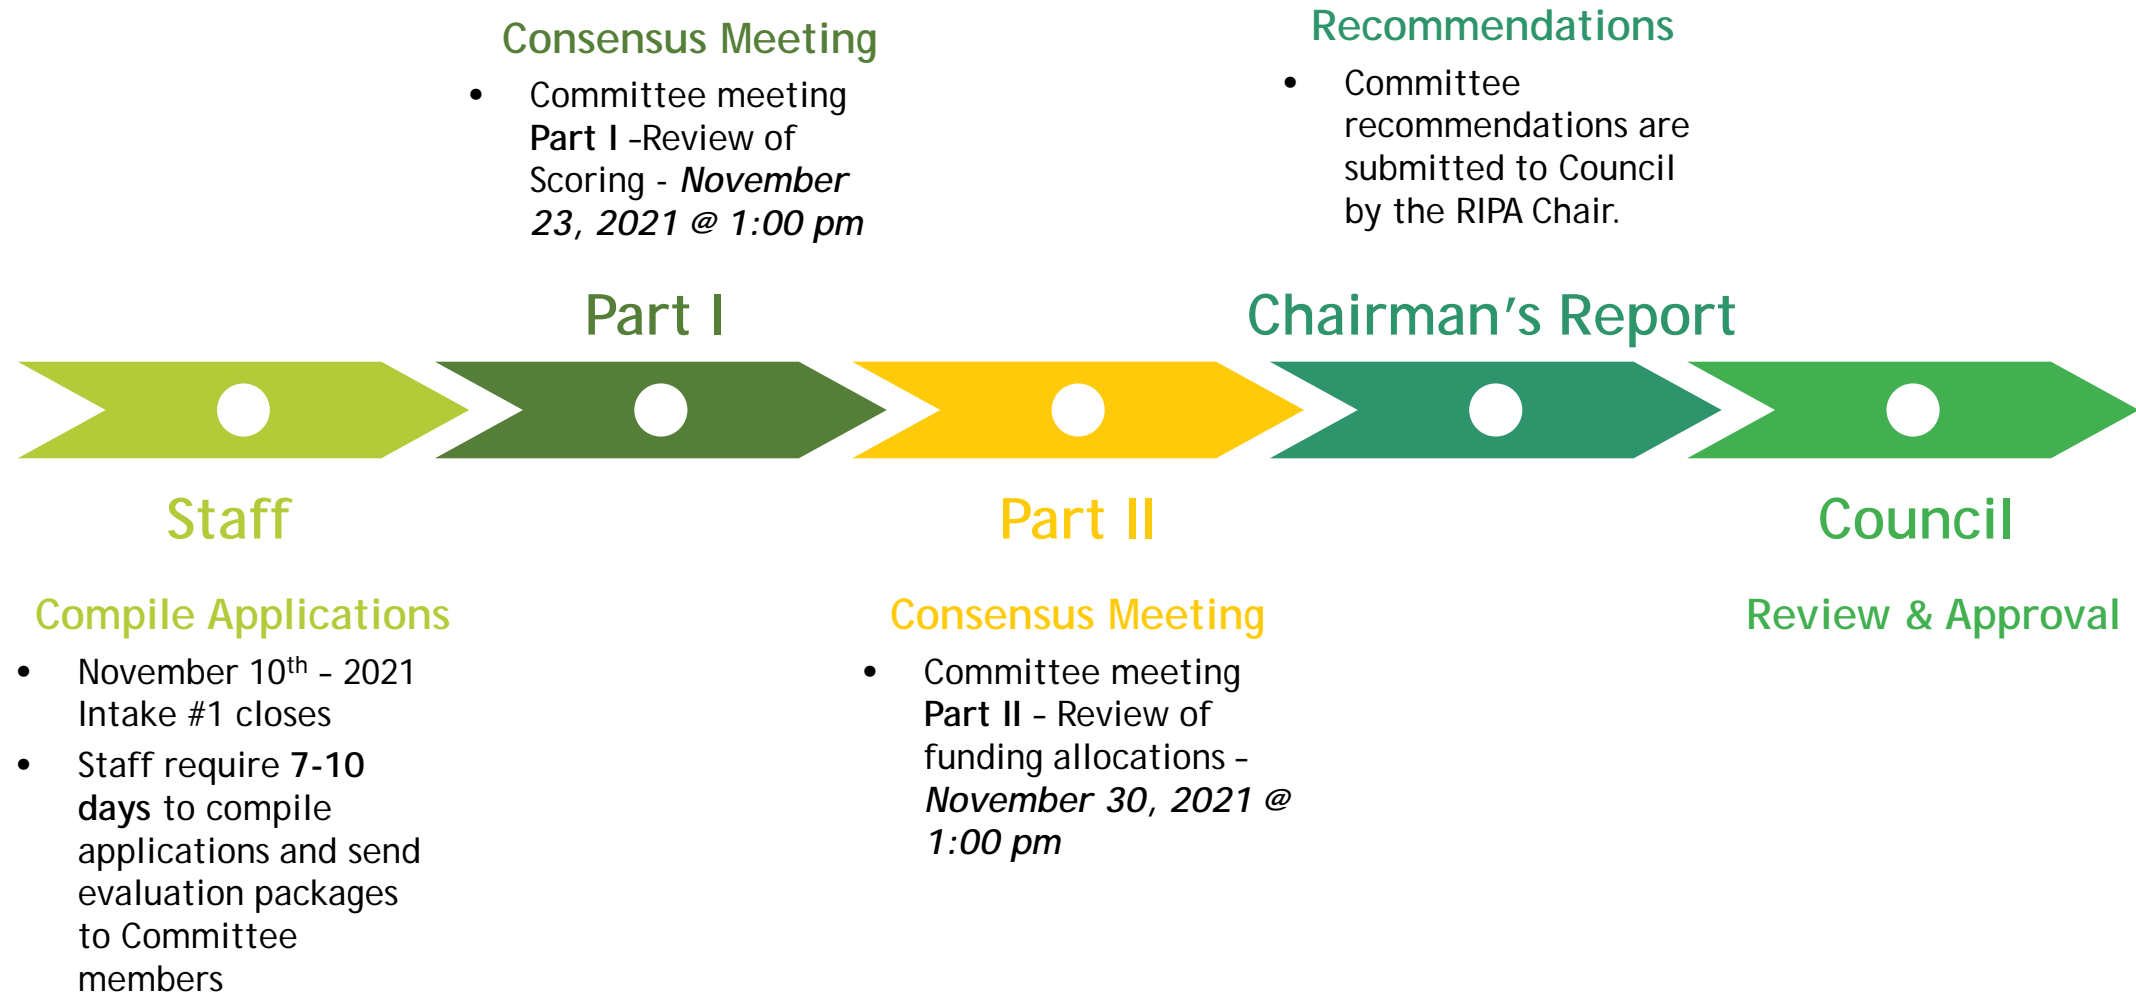 Consensus Meeting
• Committee meeting
Part I –Review of
Scoring - November
23, 2021 @ 1:00 pm
Recommendations
• Committee
recommendations are
submitted to Council
by the RIPA Chair.
Part I
Chairman’s Report
Staff
Part II
Council
Compile Applications
• November 10th – 2021
Intake #1 closes
• Staff require 7-10
days to compile
applications and send
evaluation packages
to Committee
members
Consensus Meeting
• Committee meeting
Part II – Review of
funding allocations –
November 30, 2021 @
1:00 pm
Review & Approval